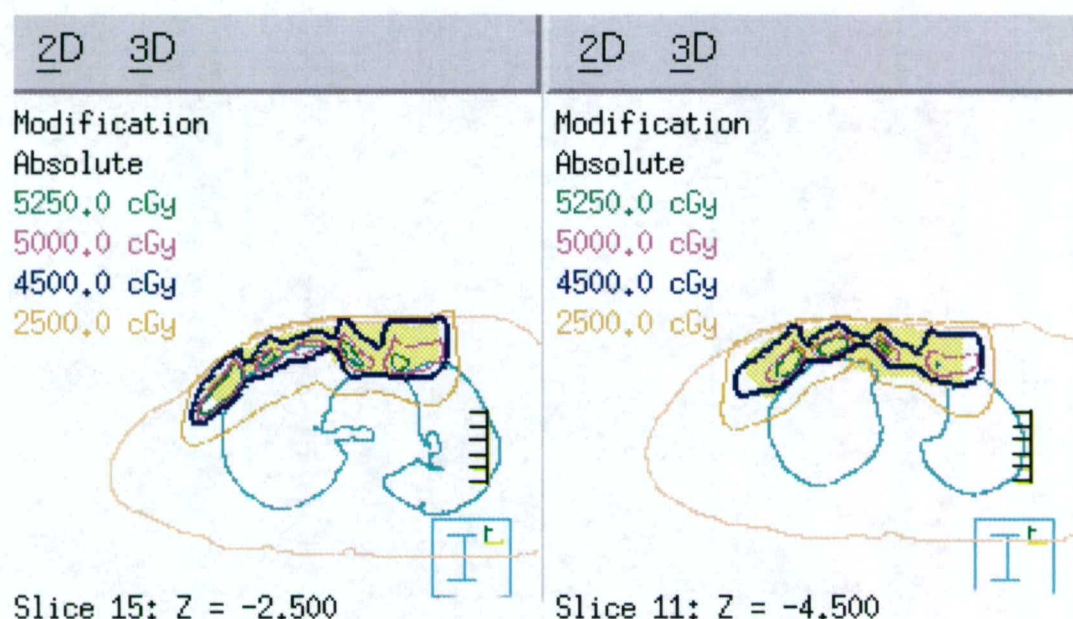 2D 3D
Modification
Absolute
5250.0 cGy
5000.0 cGy
4500.0 cGy
2500.0 cGy
Slice 15: Z = -2.500
2D 3D
Modification
Absolute
5250.0 cGy
5000.0 cGy
4500.0 cGy
2500.0 cGy
Slice 11: Z = -4.500